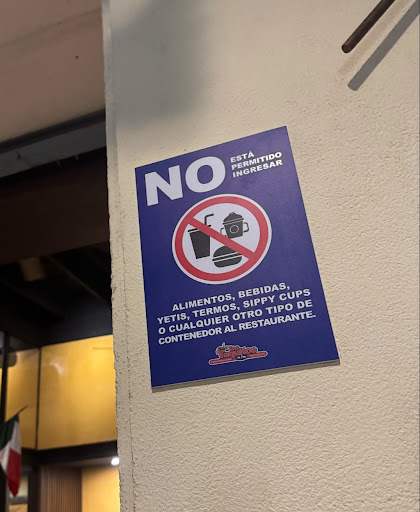 NO ESTÁ
PERMITIDO
INGRESAR
ALIMENTOS, BEBIDAS,
YETIS, TERMOS, SIPPY CUPS
O CUALQUIER OTRO TIPO DE
CONTENEDOR AL RESTAURANTE.